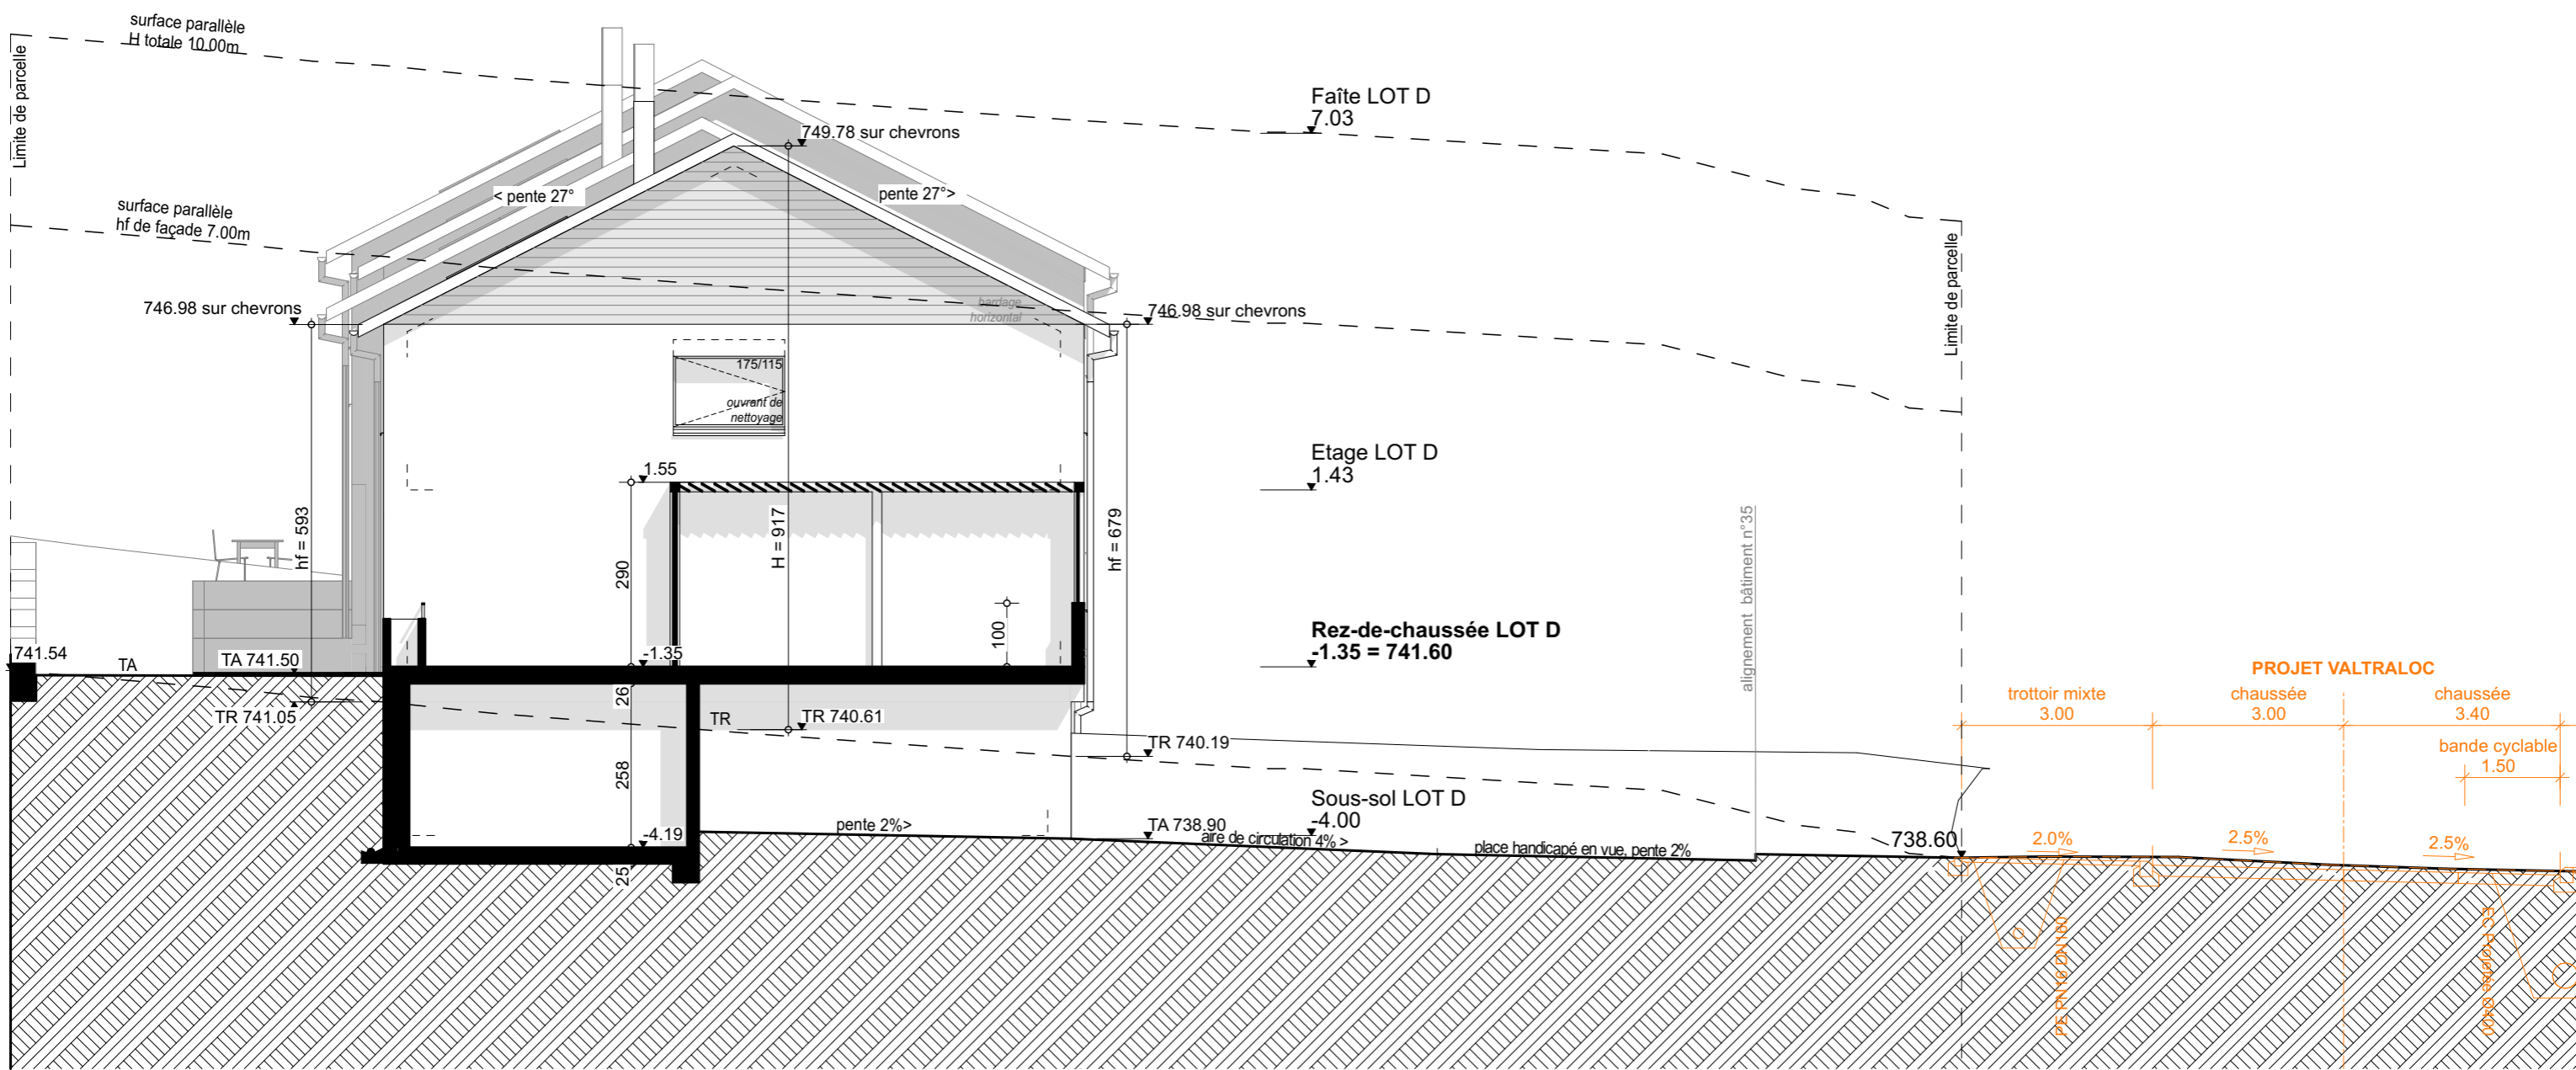 surface parallèle
H totale 10.00m
Limite de parcelle
surface parallèle
hf de façade 7.00m
749.78 sur chevrons
< pente 27°
pente 27°>
Faîte LOT D
7.03
746.98 sur chevrons
bardage
horizontal
746.98 sur chevrons
Limite de parcelle
175/115
ouvrant de
nettoyage
Etage LOT D
1.43
1.55
hf = 593
290
H = 917
hf = 679
100
alignement bâtiment n°35
Rez-de-chaussée LOT D
-1.35 = 741.60
741.54
TA
TA 741.50
-1.35
26
TR 741.05
TR
TR 740.61
TR 740.19
PROJET VALTRALOC
trottoir mixte
3.00
chaussée
3.00
chaussée
3.40
bande cyclable
1.50
258
Sous-sol LOT D
-4.00
-4.19
pente 2%>
TA 738.90
aire de circulation 4% >
place handicapé en vue, pente 2%
738.60
2.0%
2.5%
2.5%
25
PE PN16 DN160